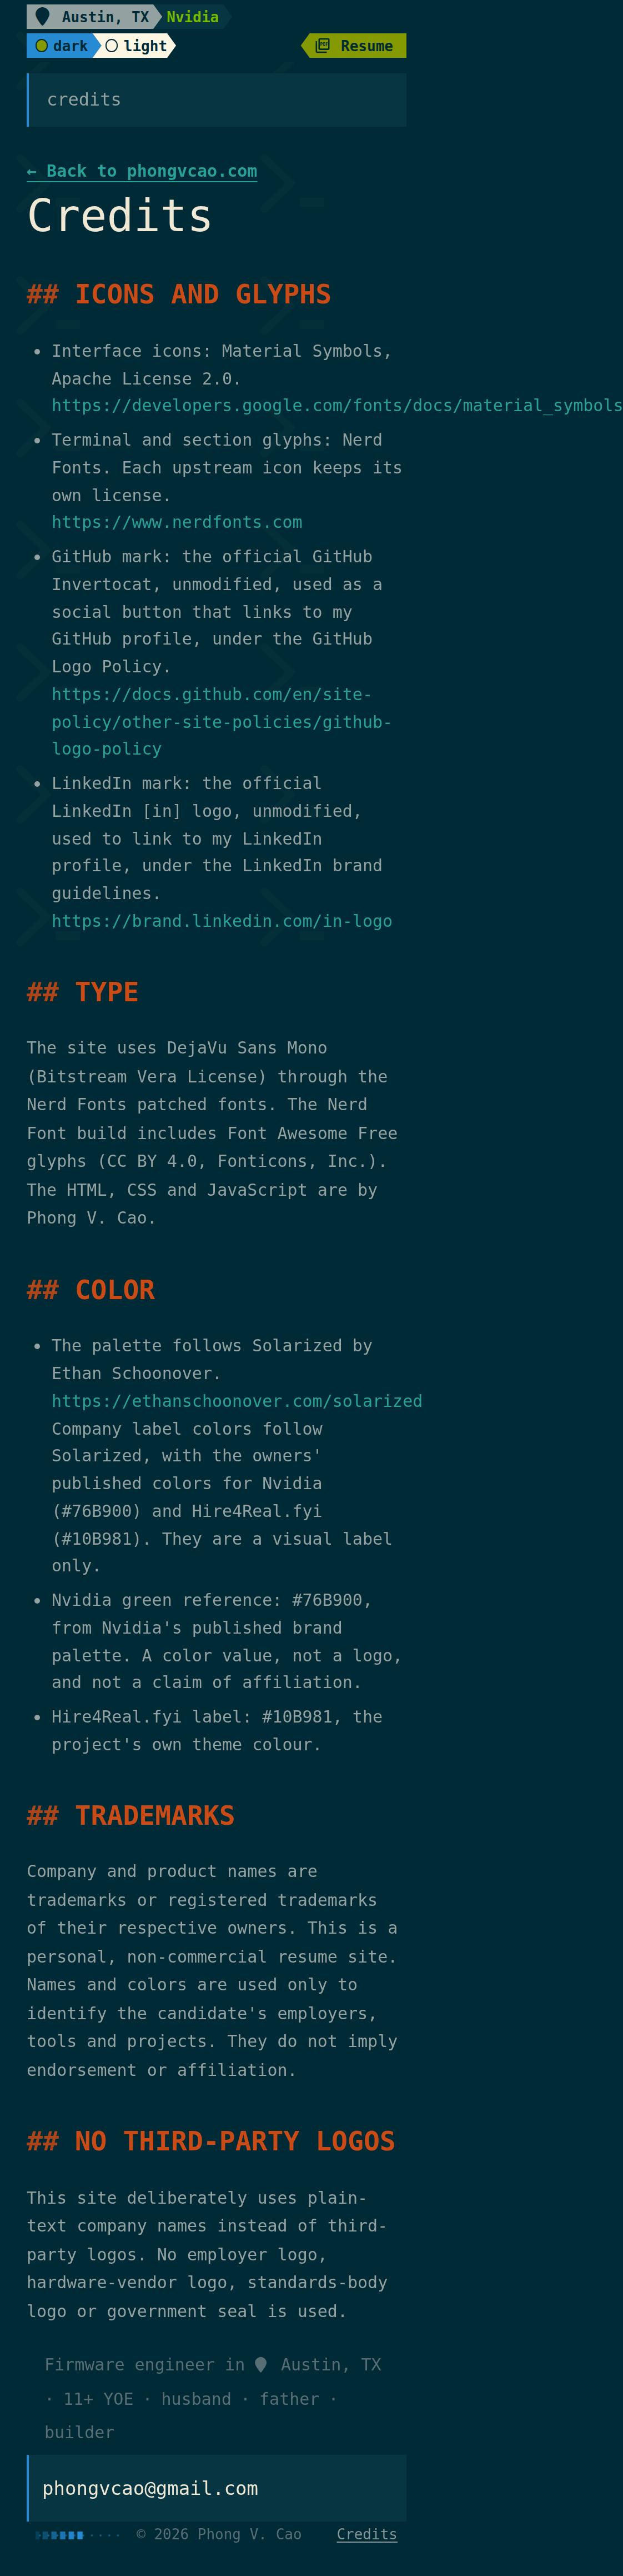 Austin, TX Nvidia
dark light Resume
credits
← Back to phongvcao.com
Credits
## ICONS AND GLYPHS
• Interface icons: Material Symbols,
Apache License 2.0.
https://developers.google.com/fonts/docs/material_symbols
• Terminal and section glyphs: Nerd
Fonts. Each upstream icon keeps its
own license.
https://www.nerdfonts.com
• GitHub mark: the official GitHub
Invertocat, unmodified, used as a
social button that links to my
GitHub profile, under the GitHub
Logo Policy.
https://docs.github.com/en/site-
policy/other-site-policies/github-
logo-policy
• LinkedIn mark: the official
LinkedIn [in] logo, unmodified,
used to link to my LinkedIn
profile, under the LinkedIn brand
guidelines.
https://brand.linkedin.com/in-logo
## TYPE
The site uses DejaVu Sans Mono
(Bitstream Vera License) through the
Nerd Fonts patched fonts. The Nerd
Font build includes Font Awesome Free
glyphs (CC BY 4.0, Fonticons, Inc.).
The HTML, CSS and JavaScript are by
Phong V. Cao.
## COLOR
• The palette follows Solarized by
Ethan Schoonover.
https://ethanschoonover.com/solarized
Company label colors follow
Solarized, with the owners'
published colors for Nvidia
(#76B900) and Hire4Real.fyi
(#10B981). They are a visual label
only.
• Nvidia green reference: #76B900,
from Nvidia's published brand
palette. A color value, not a logo,
and not a claim of affiliation.
• Hire4Real.fyi label: #10B981, the
project's own theme colour.
## TRADEMARKS
Company and product names are
trademarks or registered trademarks
of their respective owners. This is a
personal, non-commercial resume site.
Names and colors are used only to
identify the candidate's employers,
tools and projects. They do not imply
endorsement or affiliation.
## NO THIRD-PARTY LOGOS
This site deliberately uses plain-
text company names instead of third-
party logos. No employer logo,
hardware-vendor logo, standards-body
logo or government seal is used.
Firmware engineer in Austin, TX
· 11+ YOE · husband · father ·
builder
phongvcao@gmail.com
© 2026 Phong V. Cao Credits